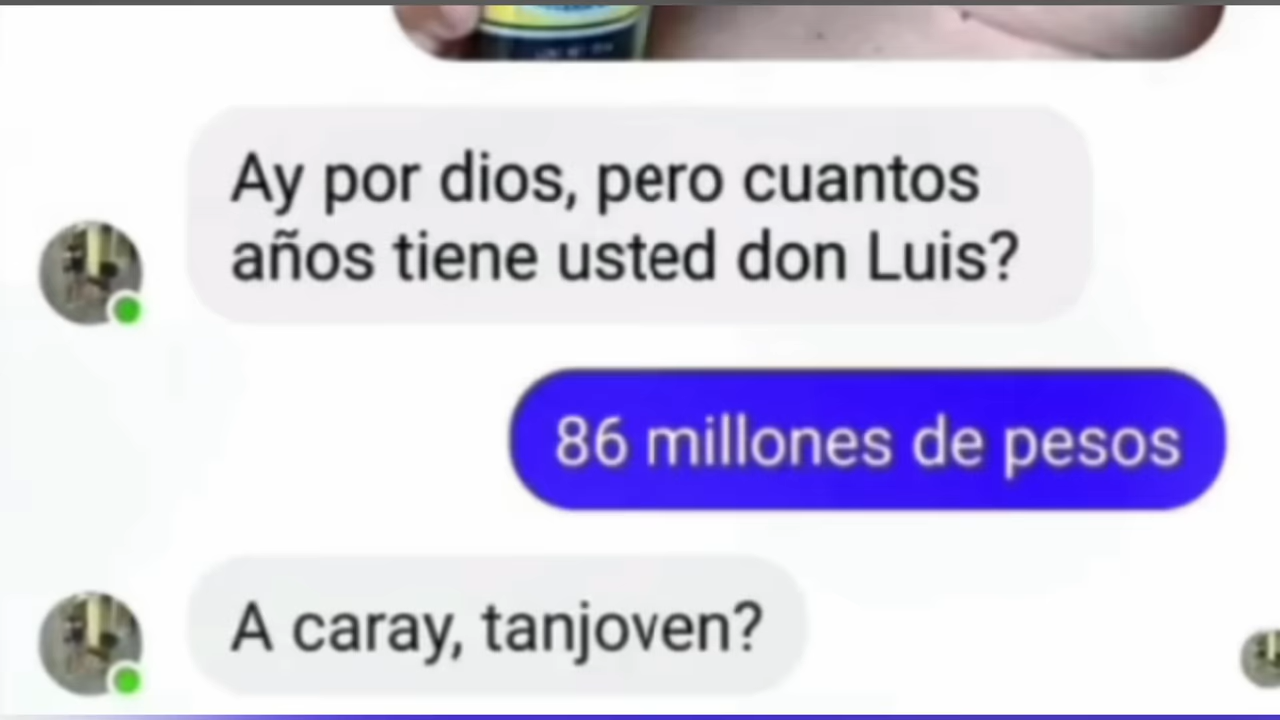 Ay por dios, pero cuantos
años tiene usted don Luis?
86 millones de pesos
A caray, tanjoven?